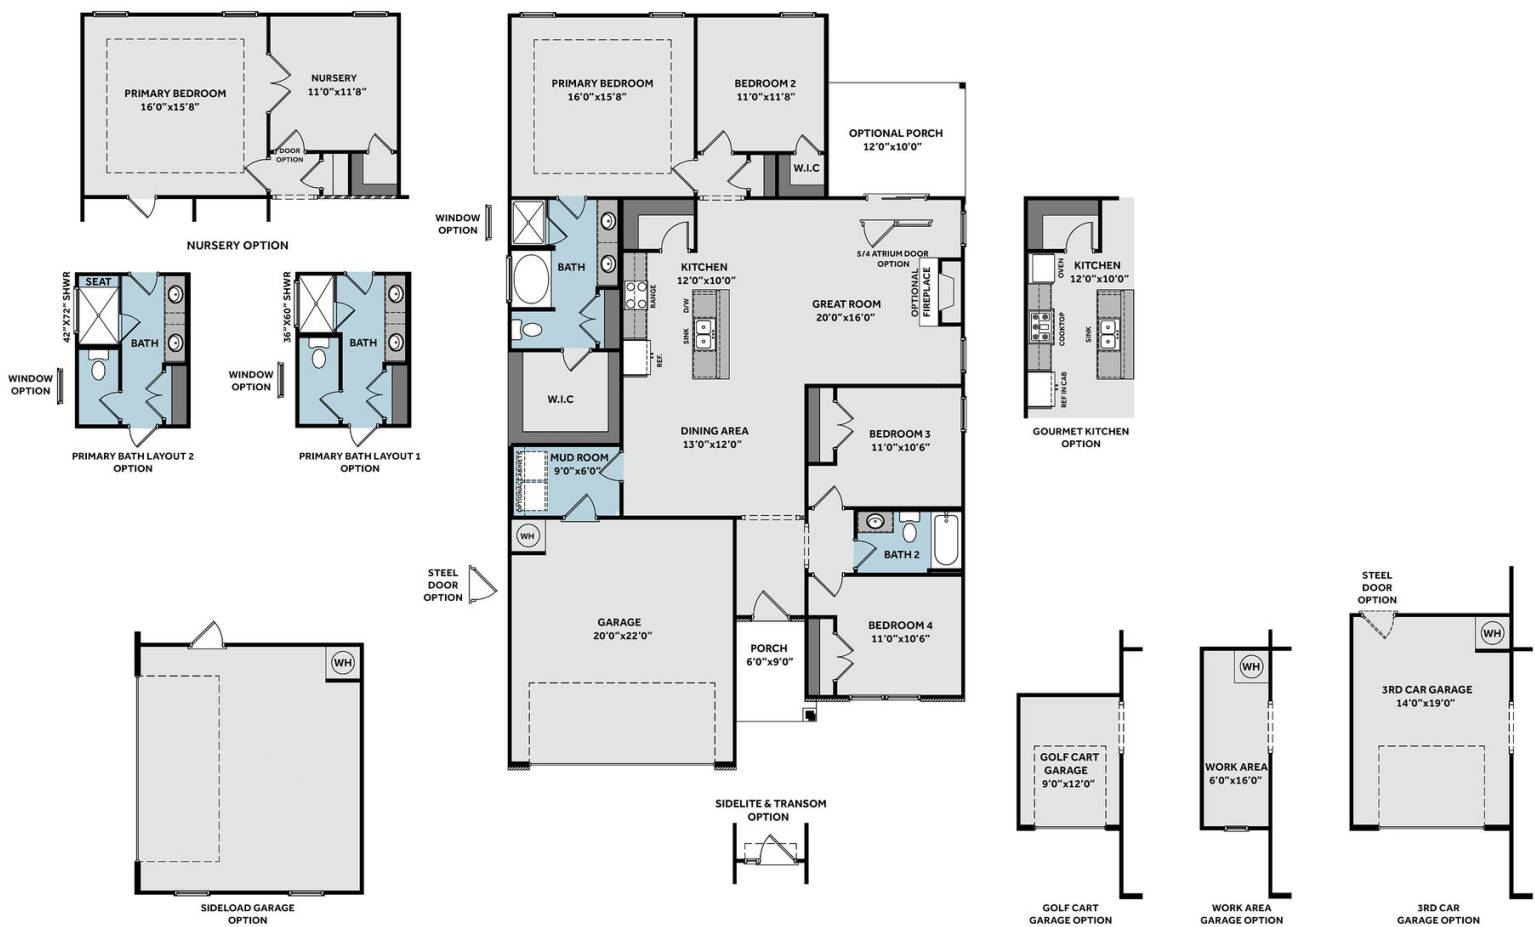 PRIMARY BEDROOM
16'0"x15'8"
NURSERY
11'0"x11'8"
DOOR
OPTION
NURSERY OPTION
42"X72" SHWR
SEAT
BATH
WINDOW
OPTION
PRIMARY BATH LAYOUT 2
OPTION
36"X60" SHWR
BATH
WINDOW
OPTION
PRIMARY BATH LAYOUT 1
OPTION
PRIMARY BEDROOM
16'0"x15'8"
BEDROOM 2
11'0"x11'8"
W.I.C
OPTIONAL PORCH
12'0"x10'0"
WINDOW
OPTION
BATH
KITCHEN
12'0"x10'0"
RANGE
D/W
SINK
REF.
5/4 ATRIUM DOOR
OPTION
GREAT ROOM
20'0"x16'0"
OPTIONAL
FIREPLACE
W.I.C
DINING AREA
13'0"x12'0"
BEDROOM 3
11'0"x10'6"
MUD ROOM
9'0"x6'0"
OPTIONAL CABINETS
WH
BATH 2
STEEL
DOOR
OPTION
GARAGE
20'0"x22'0"
PORCH
6'0"x9'0"
BEDROOM 4
11'0"x10'6"
SIDELITE & TRANSOM
OPTION
KITCHEN
12'0"x10'0"
OVEN
COOKTOP
SINK
REF IN CAB
GOURMET KITCHEN
OPTION
WH
SIDELOAD GARAGE
OPTION
GOLF CART
GARAGE
9'0"x12'0"
GOLF CART
GARAGE OPTION
WH
WORK AREA
6'0"x16'0"
WORK AREA
GARAGE OPTION
STEEL
DOOR
OPTION
WH
3RD CAR GARAGE
14'0"x19'0"
3RD CAR
GARAGE OPTION